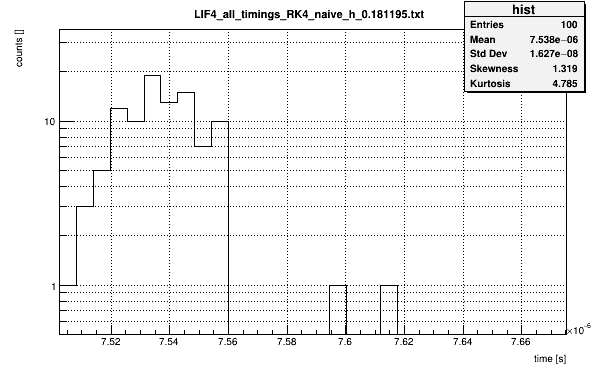 LIF4_all_timings_RK4_naive_h_0.181195.txt
hist
Entries 100
Mean 7.538e−06
Std Dev 1.627e−08
Skewness 1.319
Kurtosis 4.785
counts []
10
1
7.52 7.54 7.56 7.58 7.6 7.62 7.64 7.66
×10−6
time [s]